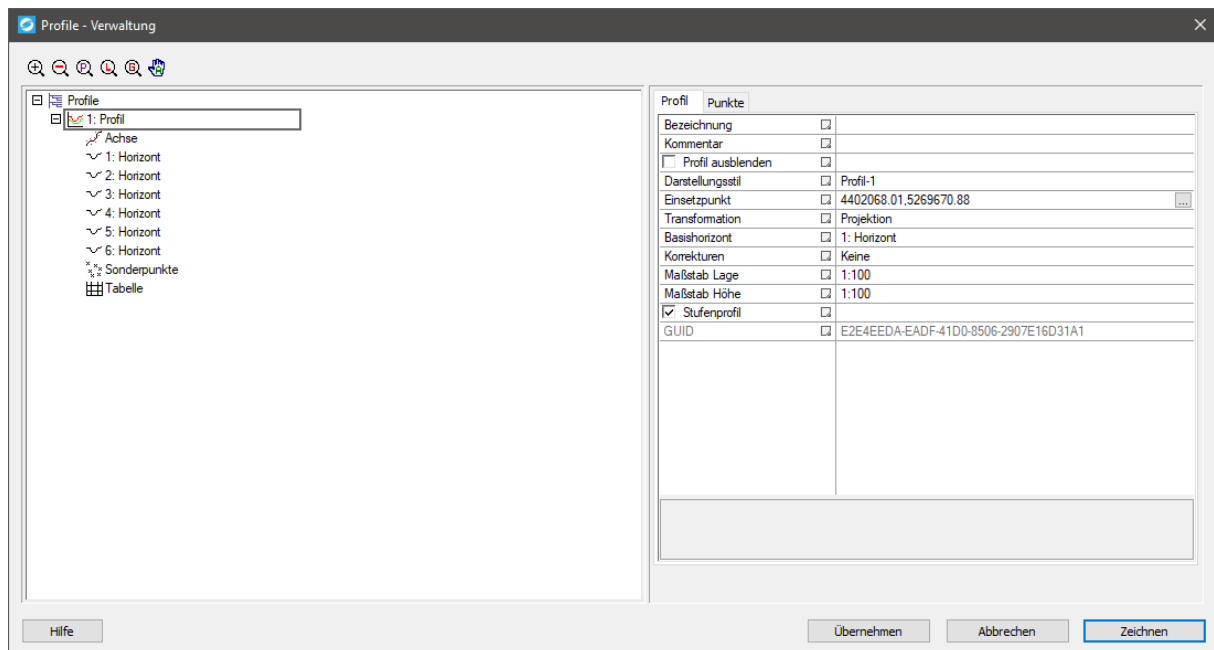 Profile - Verwaltung
Profile
1: Profil
Achse
1: Horizont
2: Horizont
3: Horizont
4: Horizont
5: Horizont
6: Horizont
Sonderpunkte
Tabelle
Profil Punkte
Bezeichnung
Kommentar
Profil ausblenden
Darstellungsstil Profil-1
Einsetzpunkt 4402068.01,5269670.88 ...
Transformation Projektion
Basishorizont 1: Horizont
Korrekturen Keine
Maßstab Lage 1:100
Maßstab Höhe 1:100
Stufenprofil
GUID E2E4EEDA-EADF-41D0-8506-2907E16D31A1
Hilfe Übernehmen Abbrechen Zeichnen